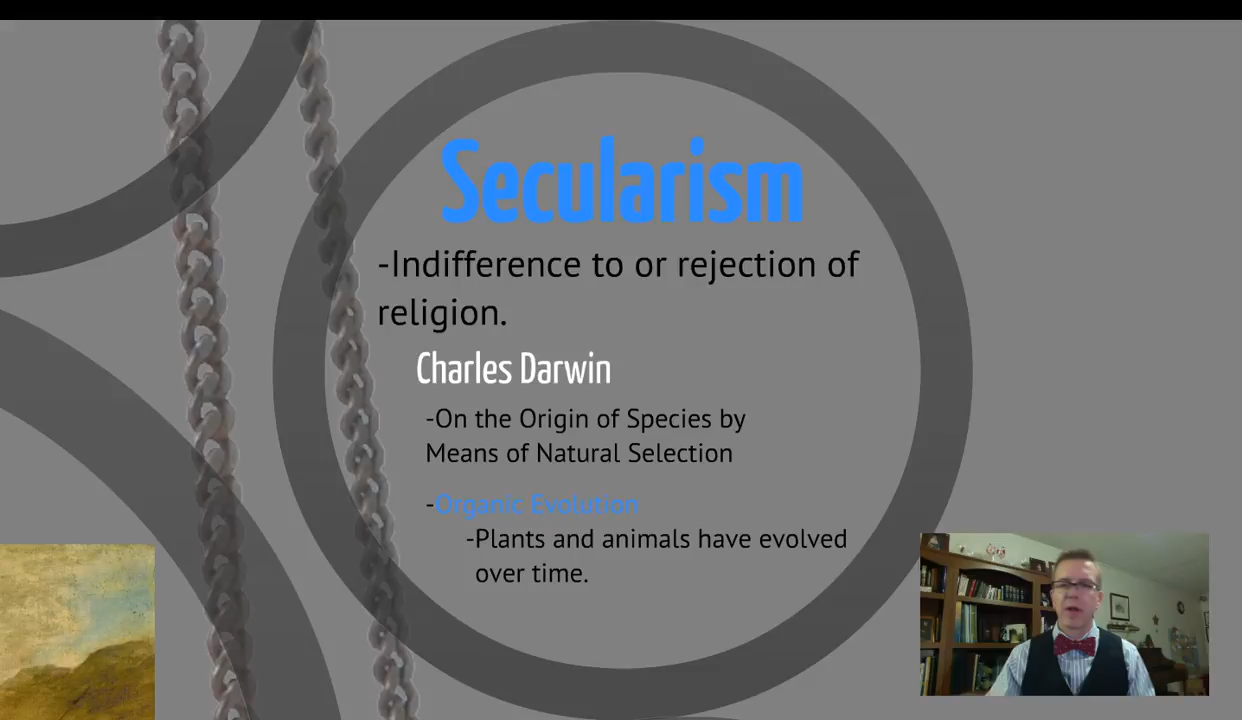 Secularism
-Indifference to or rejection of
religion.
Charles Darwin
-On the Origin of Species by
Means of Natural Selection
-Organic Evolution
-Plants and animals have evolved
over time.